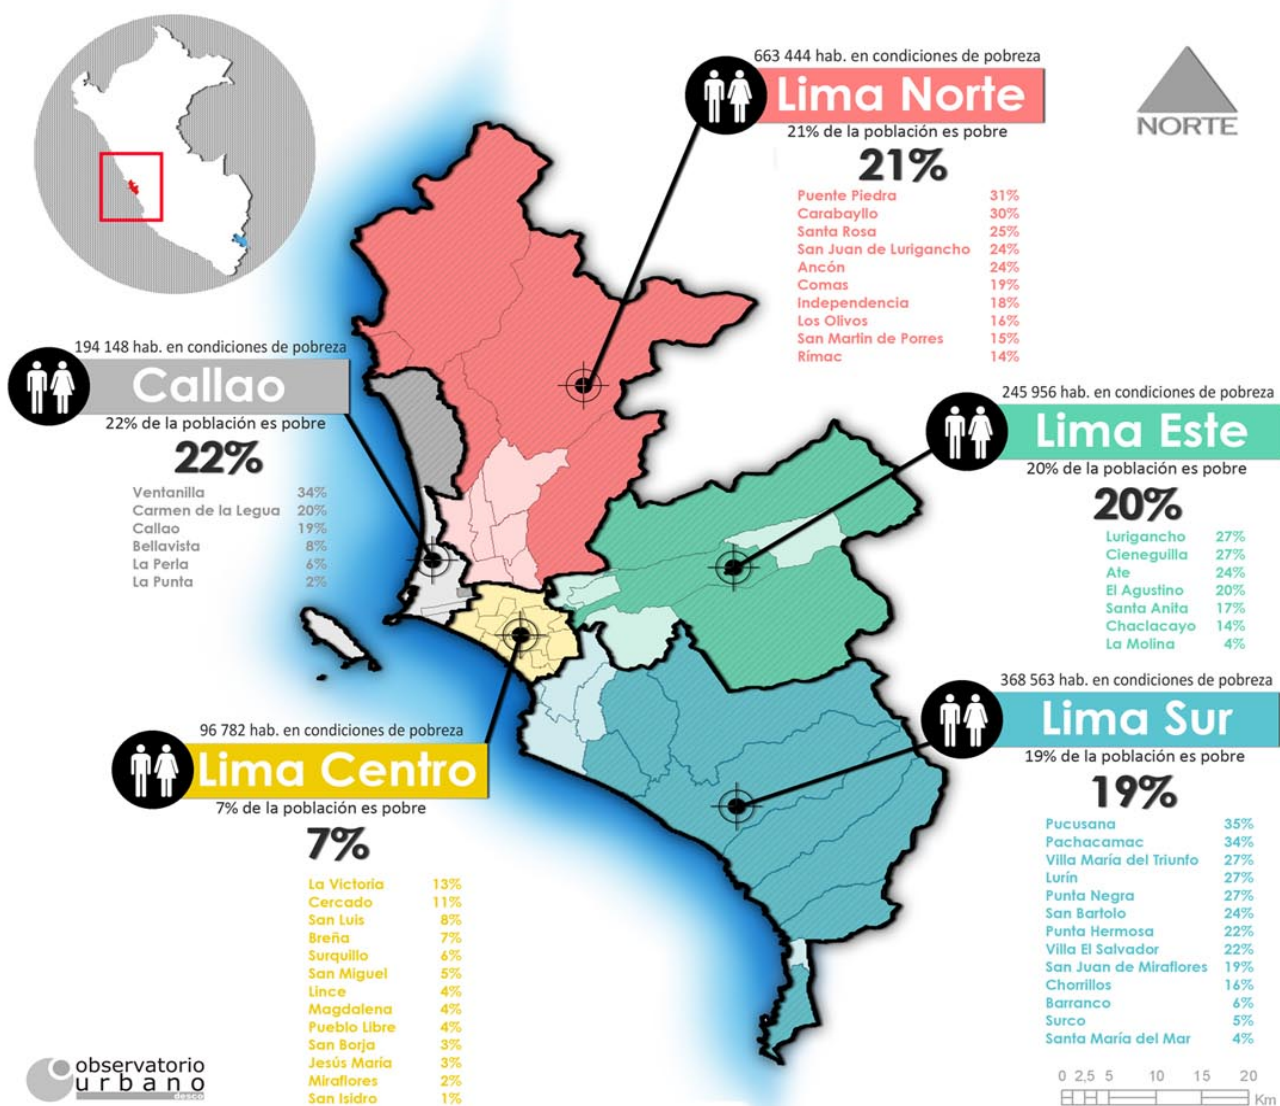 663 444 hab. en condiciones de pobreza
Lima Norte
21% de la población es pobre
21%
Puente Piedra 31%
Carabayllo 30%
Santa Rosa 25%
San Juan de Lurigancho 24%
Ancón 24%
Comas 19%
Independencia 18%
Los Olivos 16%
San Martin de Porres 15%
Rímac 14%
NORTE
194 148 hab. en condiciones de pobreza
Callao
22% de la población es pobre
22%
Ventanilla 34%
Carmen de la Legua 20%
Callao 19%
Bellavista 8%
La Perla 6%
La Punta 2%
245 956 hab. en condiciones de pobreza
Lima Este
20% de la población es pobre
20%
Lurigancho 27%
Cieneguilla 27%
Ate 24%
El Agustino 20%
Santa Anita 17%
Chaclacayo 14%
La Molina 4%
96 782 hab. en condiciones de pobreza
Lima Centro
7% de la población es pobre
7%
La Victoria 13%
Cercado 11%
San Luis 8%
Breña 7%
Surquillo 6%
San Miguel 5%
Lince 4%
Magdalena 4%
Pueblo Libre 4%
San Borja 3%
Jesús María 3%
Miraflores 2%
San Isidro 1%
368 563 hab. en condiciones de pobreza
Lima Sur
19% de la población es pobre
19%
Pucusana 35%
Pachacamac 34%
Villa María del Triunfo 27%
Lurín 27%
Punta Negra 27%
San Bartolo 24%
Punta Hermosa 22%
Villa El Salvador 22%
San Juan de Miraflores 19%
Chorrillos 16%
Barranco 6%
Surco 5%
Santa María del Mar 4%
observatorio
urbano
desco
0 2,5 5 10 15 20
Km